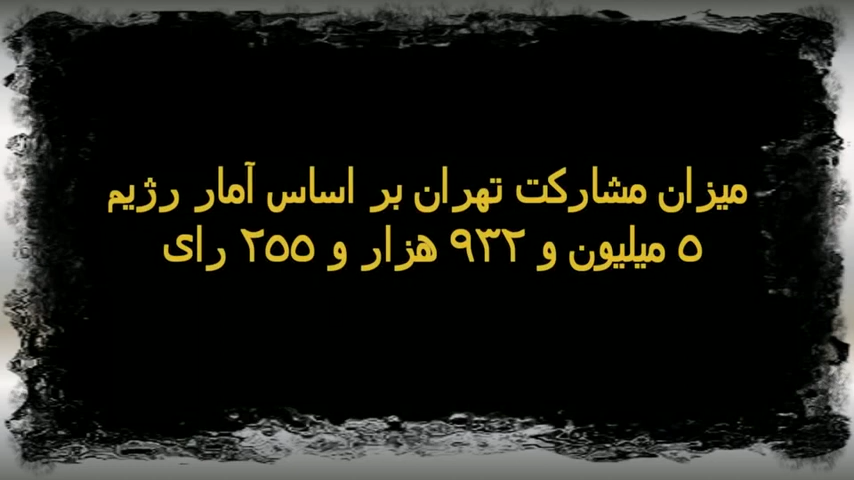 میزان مشارکت تهران بر اساس آمار رژیم
۵ میلیون و ۹۳۲ هزار و ۲۵۵ رای